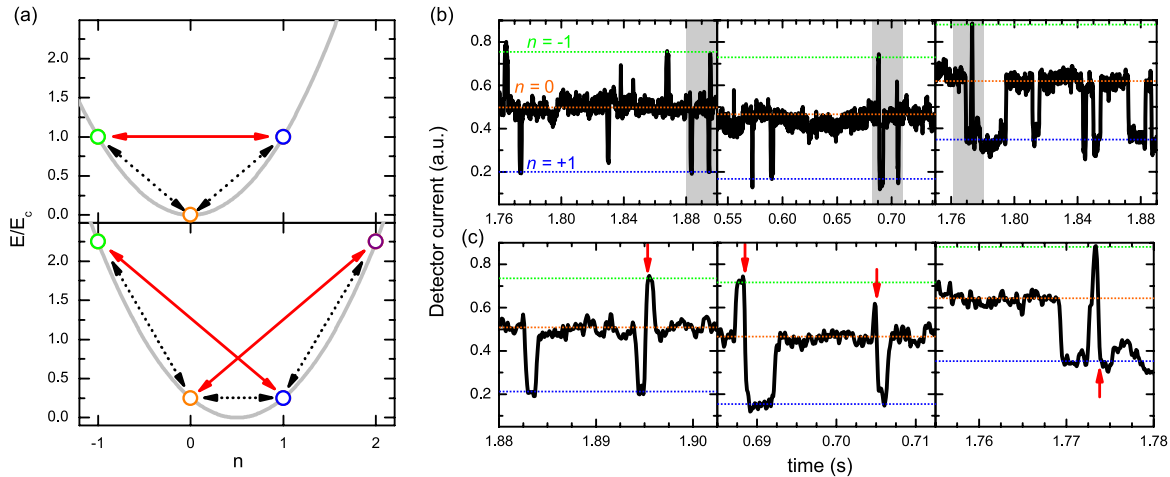 (a)
E/E_c
2.0
1.5
1.0
0.5
0.0
2.0
1.5
1.0
0.5
0.0
-1
0
1
2
n
(b)
Detector current (a.u.)
0.8
0.6
0.4
0.2
n = -1
n = 0
n = +1
1.76 1.80 1.84 1.88
0.55 0.60 0.65 0.70
1.76 1.80 1.84 1.88
(c)
0.8
0.6
0.4
0.2
1.88 1.89 1.90
0.69 0.70 0.71
1.76 1.77 1.78
time (s)